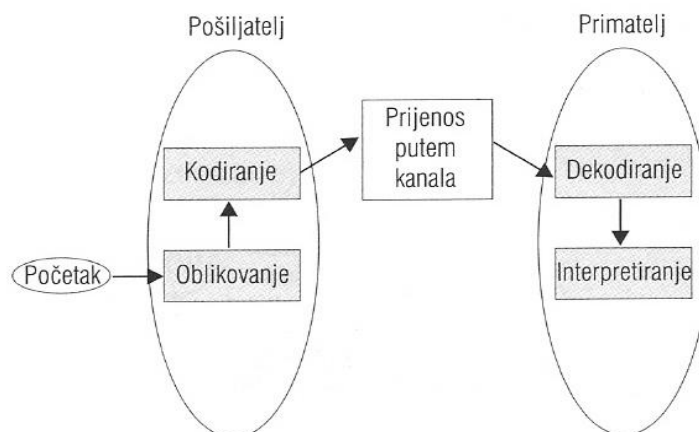 Pošiljatelj
Primatelj
Prijenos
putem
kanala
Kodiranje
Dekodiranje
Početak
Oblikovanje
Interpretiranje